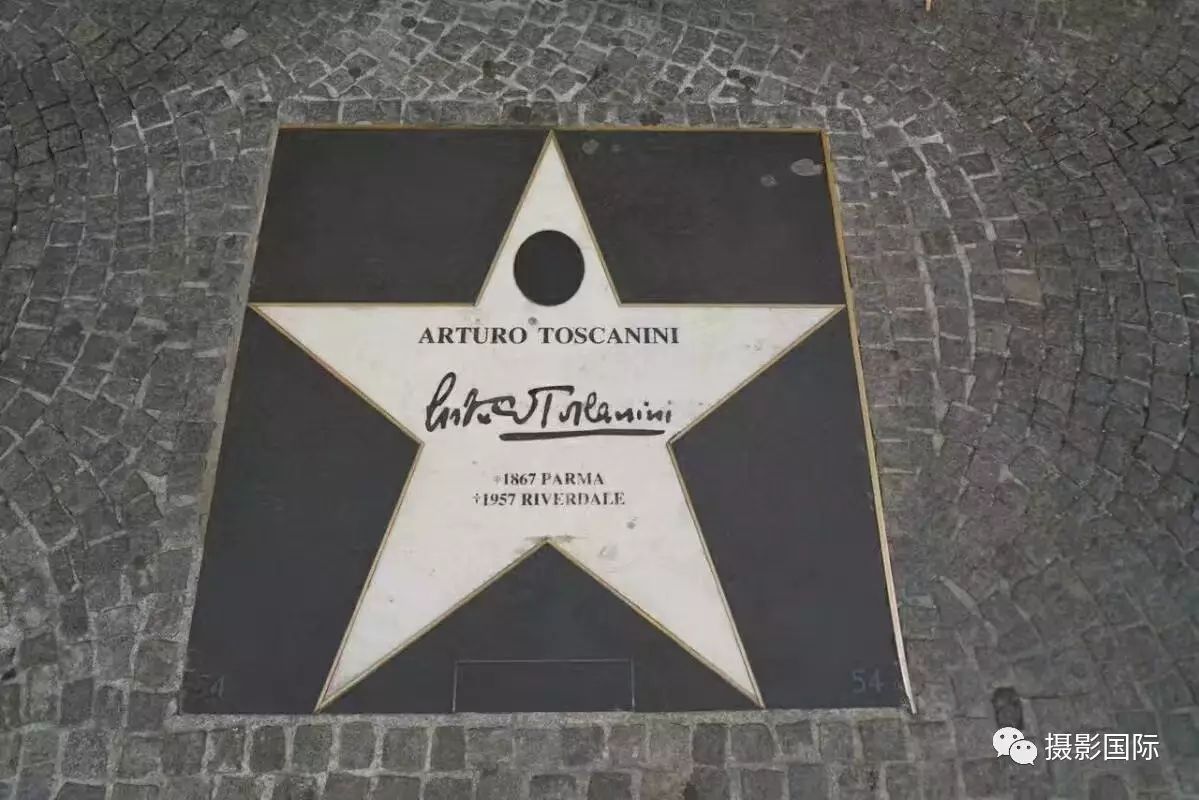 ARTURO TOSCANINI
Arturo Toscanini
*1867 PARMA
†1957 RIVERDALE
54 54
摄影国际